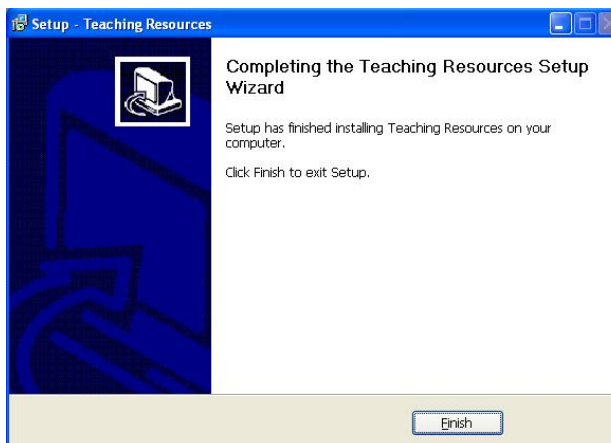 Setup - Teaching Resources
Completing the Teaching Resources Setup
Wizard
Setup has finished installing Teaching Resources on your
computer.
Click Finish to exit Setup.
Finish